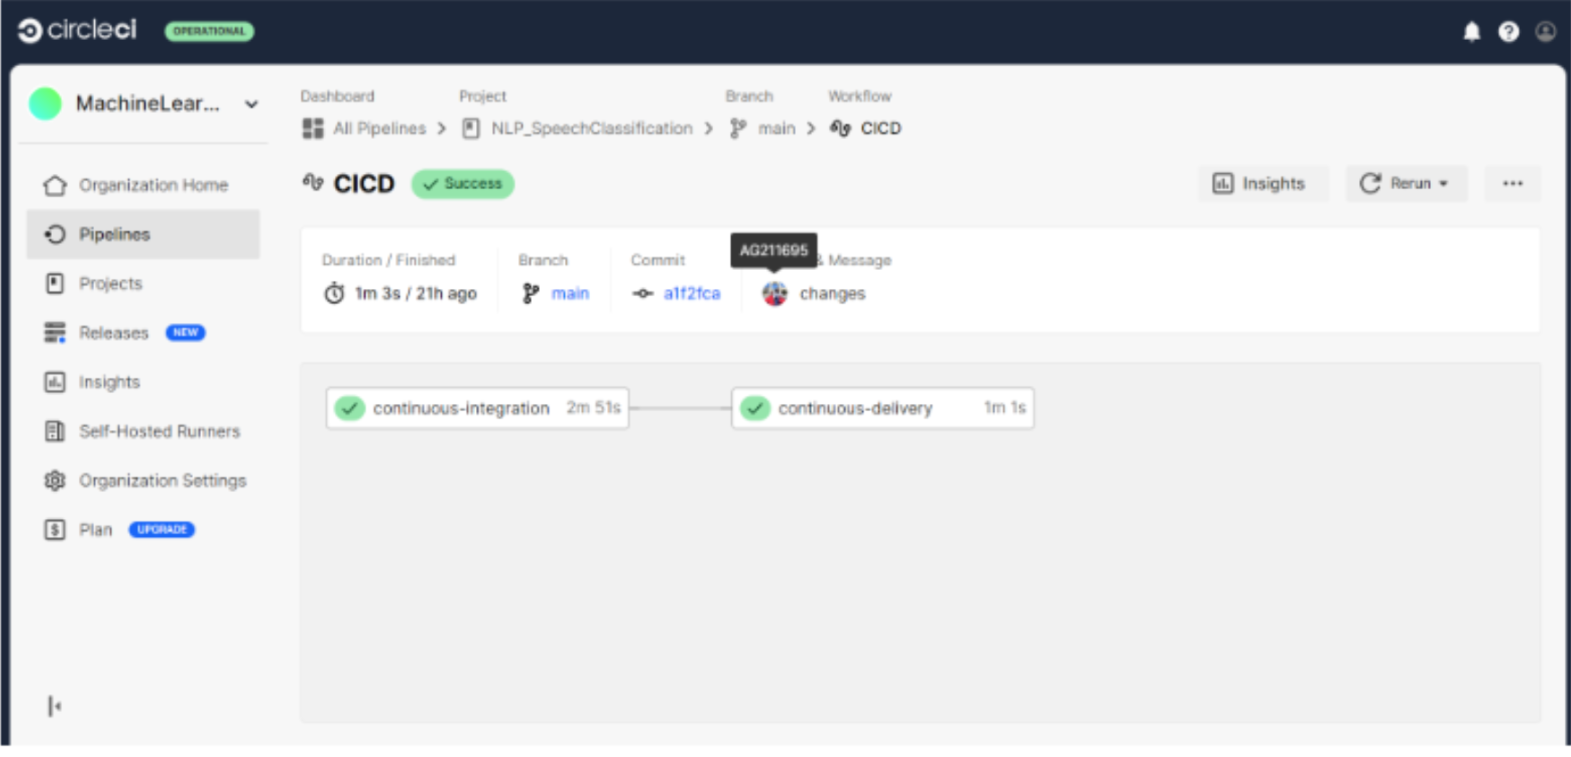 circleci OPERATIONAL
MachineLear...
Organization Home
Pipelines
Projects
Releases NEW
Insights
Self-Hosted Runners
Organization Settings
Plan UPGRADE
Dashboard Project Branch Workflow
All Pipelines > NLP_SpeechClassification > main > CICD
CICD Success Insights Rerun ...
AG211695
Duration / Finished Branch Commit & Message
1m 3s / 21h ago main a1f2fca changes
continuous-integration 2m 51s continuous-delivery 1m 1s